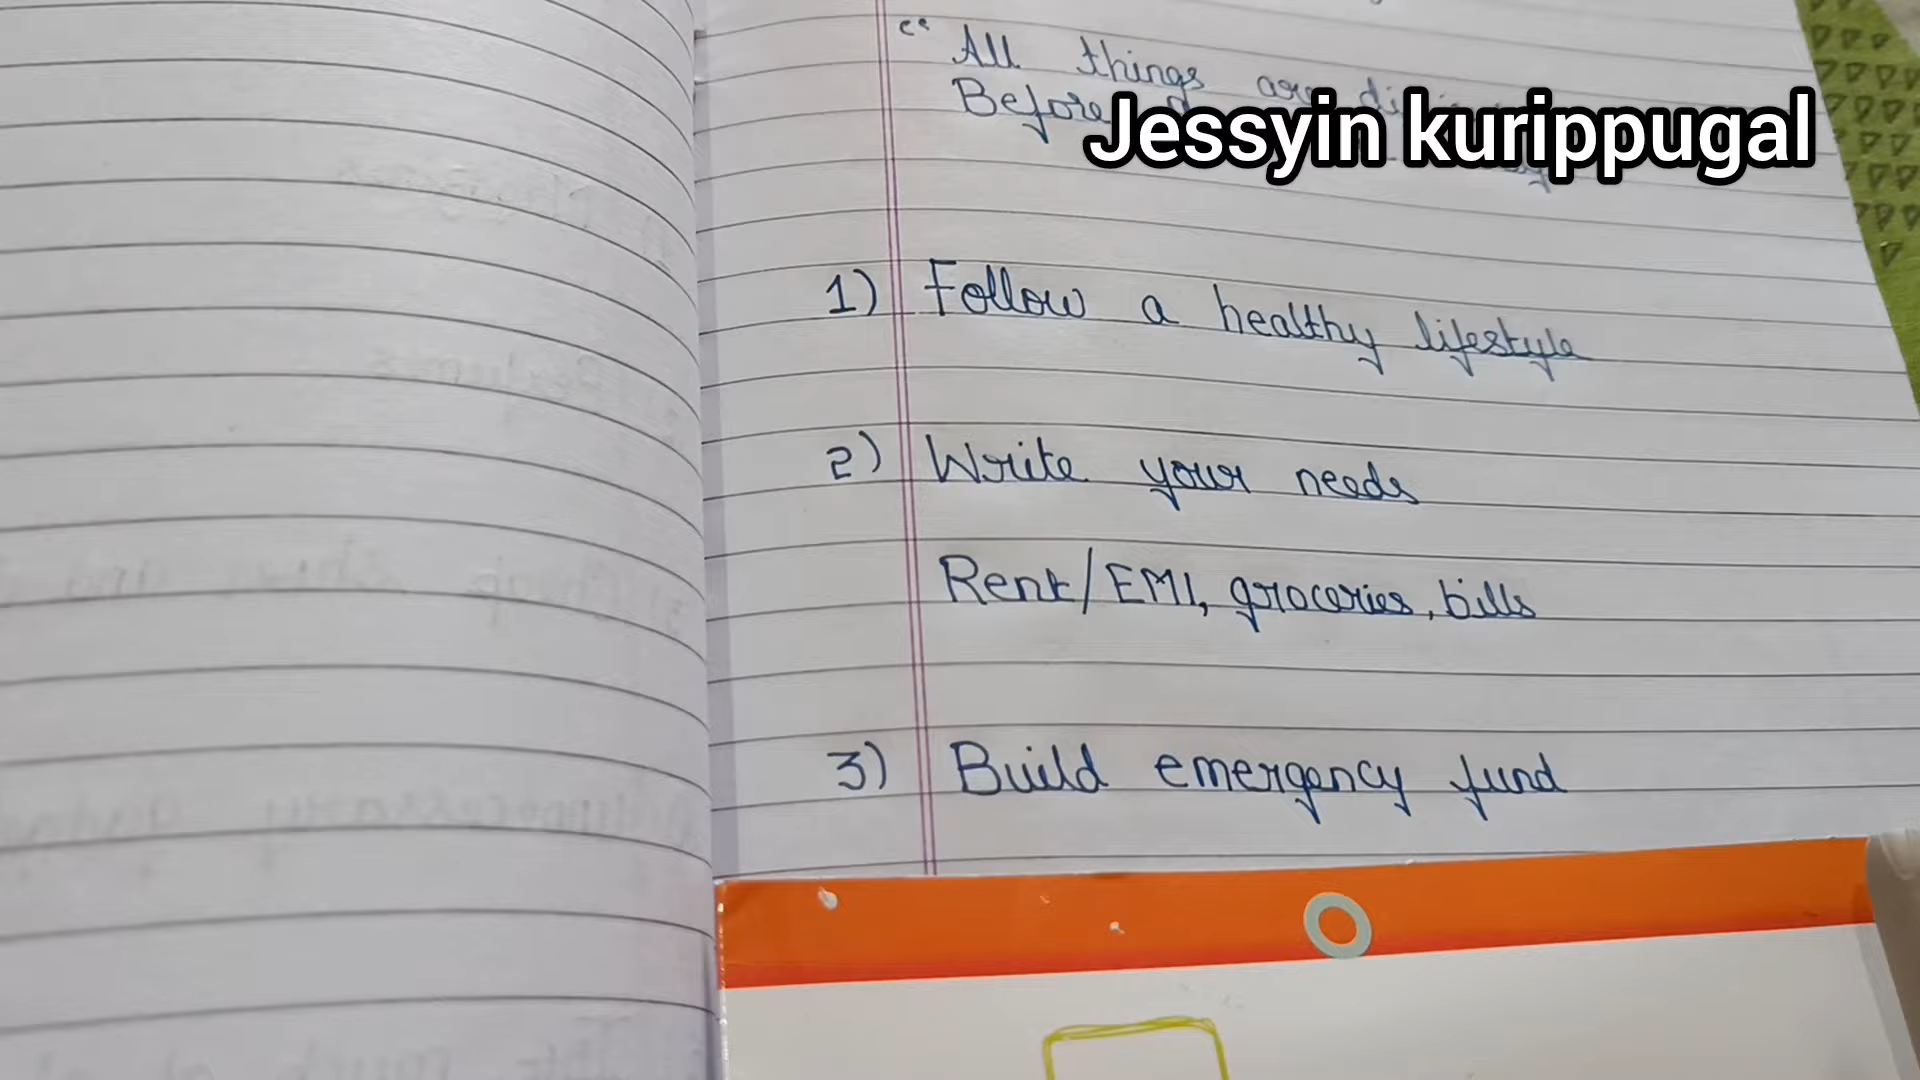 " All things are
Before
Jessyin kurippugal
1) Follow a healthy lifestyle
2) Write your needs
Rent/EMI, groceries, bills
3) Build emergency fund